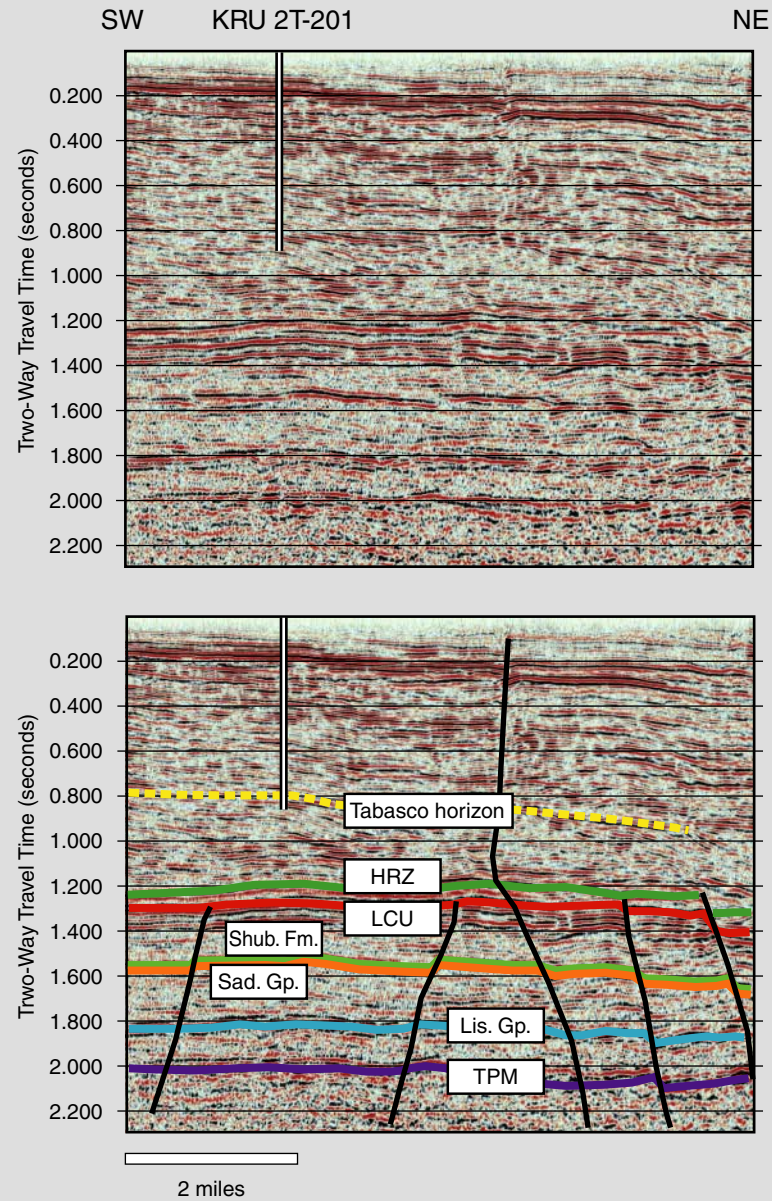 SW KRU 2T-201 NE
Trwo-Way Travel Time (seconds)
0.200
0.400
0.600
0.800
1.000
1.200
1.400
1.600
1.800
2.000
2.200
Trwo-Way Travel Time (seconds)
0.200
0.400
0.600
0.800
1.000
1.200
1.400
1.600
1.800
2.000
2.200
Tabasco horizon
HRZ
LCU
Shub. Fm.
Sad. Gp.
Lis. Gp.
TPM
2 miles